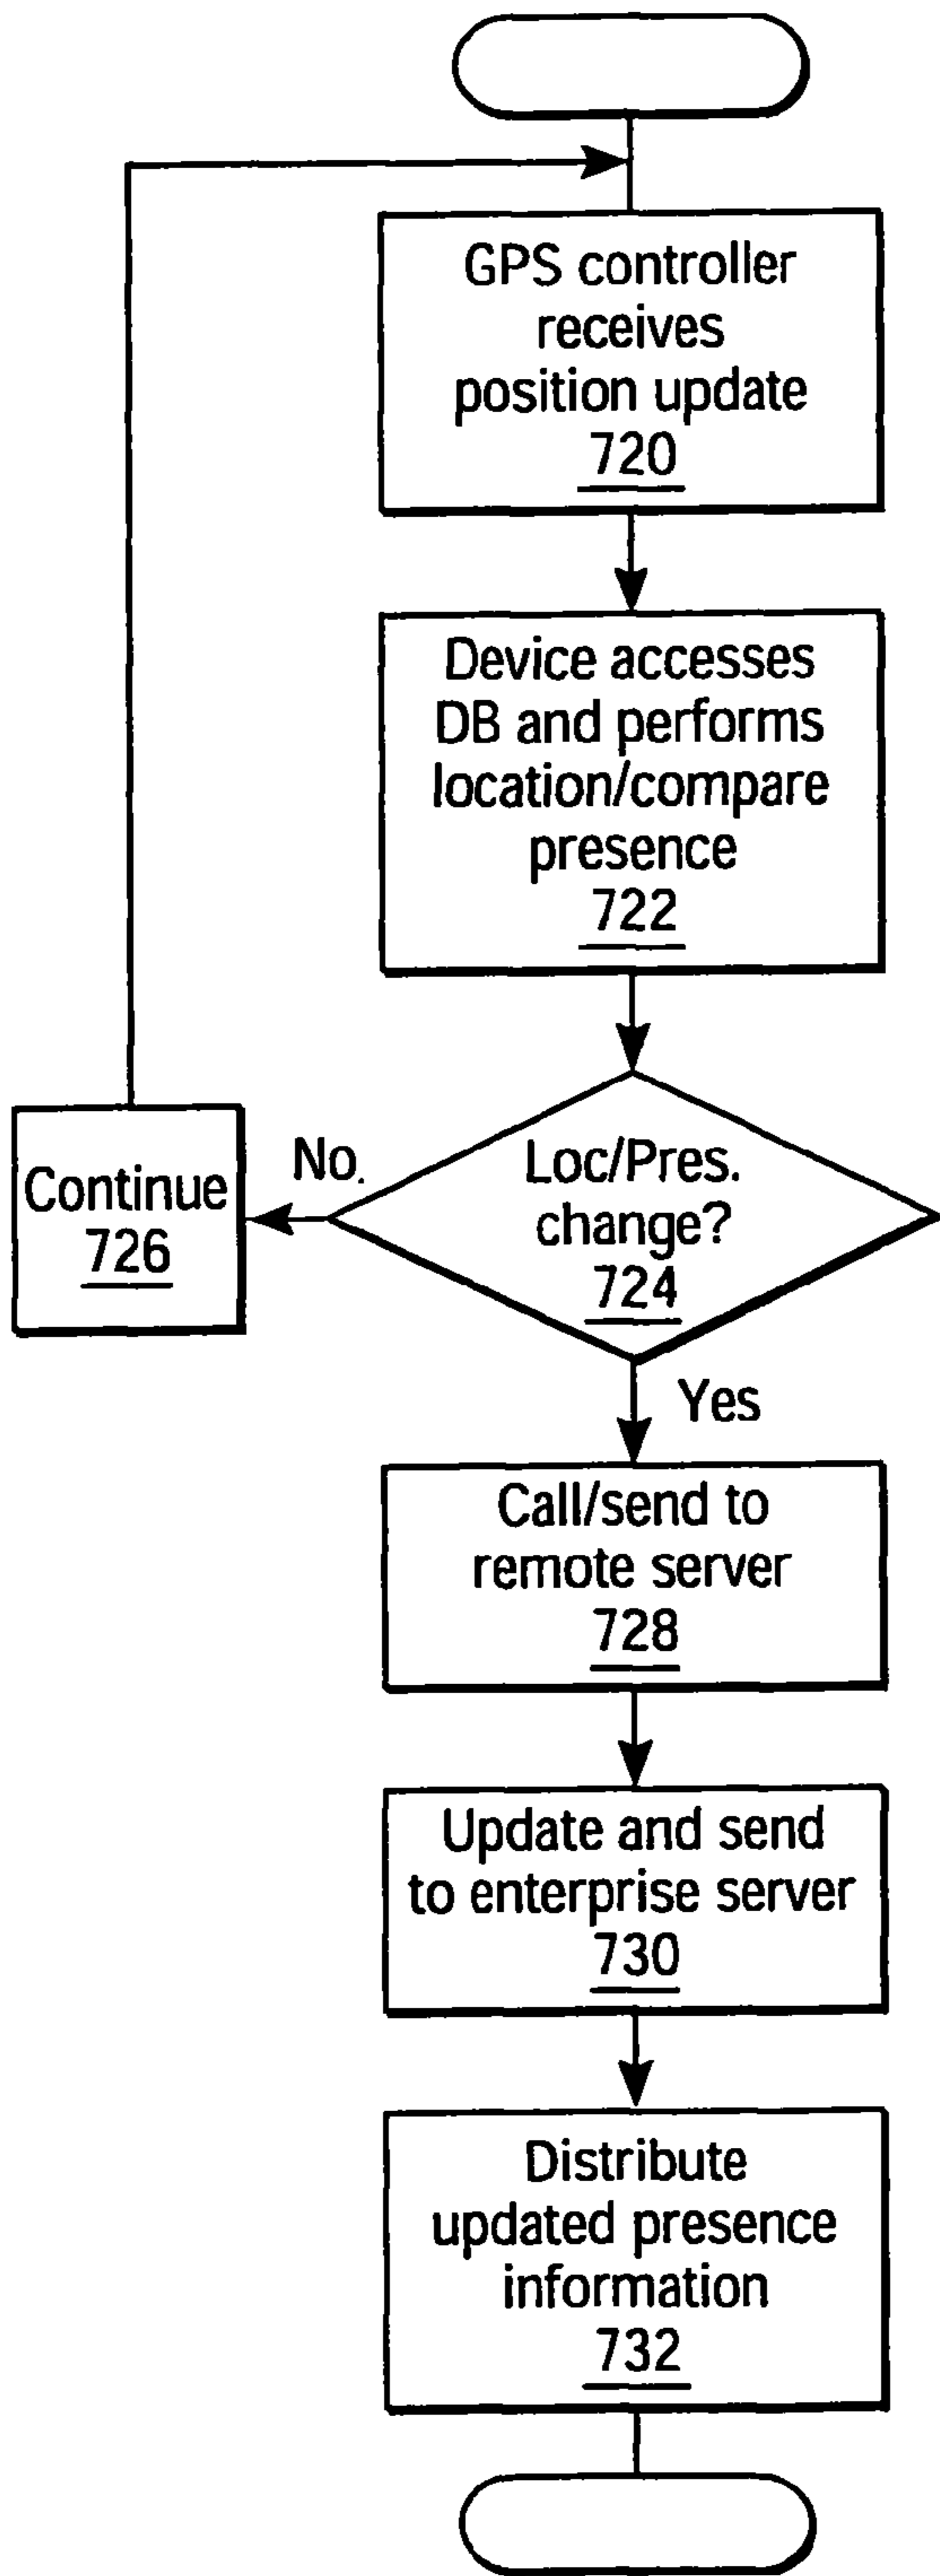 GPS controller
receives
position update
720
Device accesses
DB and performs
location/compare
presence
722
Loc/Pres.
change?
724
No.
Continue
726
Yes
Call/send to
remote server
728
Update and send
to enterprise server
730
Distribute
updated presence
information
732